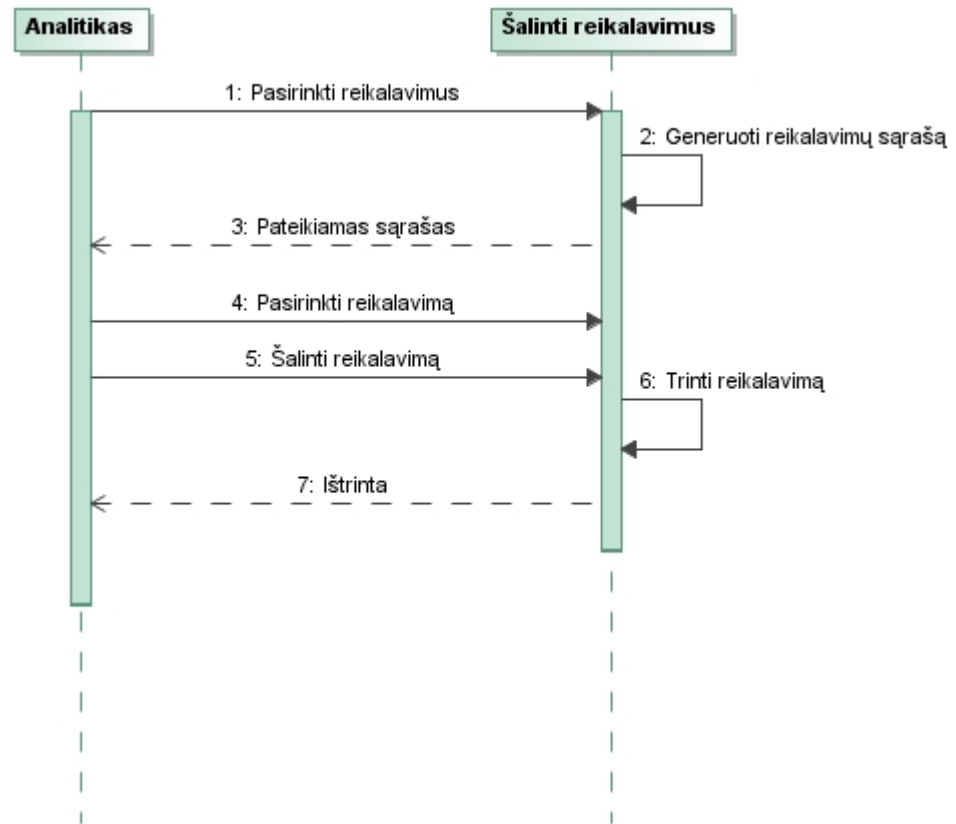 Analitikas
Šalinti reikalavimus
1: Pasirinkti reikalavimus
2: Generuoti reikalavimų sąrašą
3: Pateikiamas sąrašas
4: Pasirinkti reikalavimą
5: Šalinti reikalavimą
6: Trinti reikalavimą
7: Ištrinta